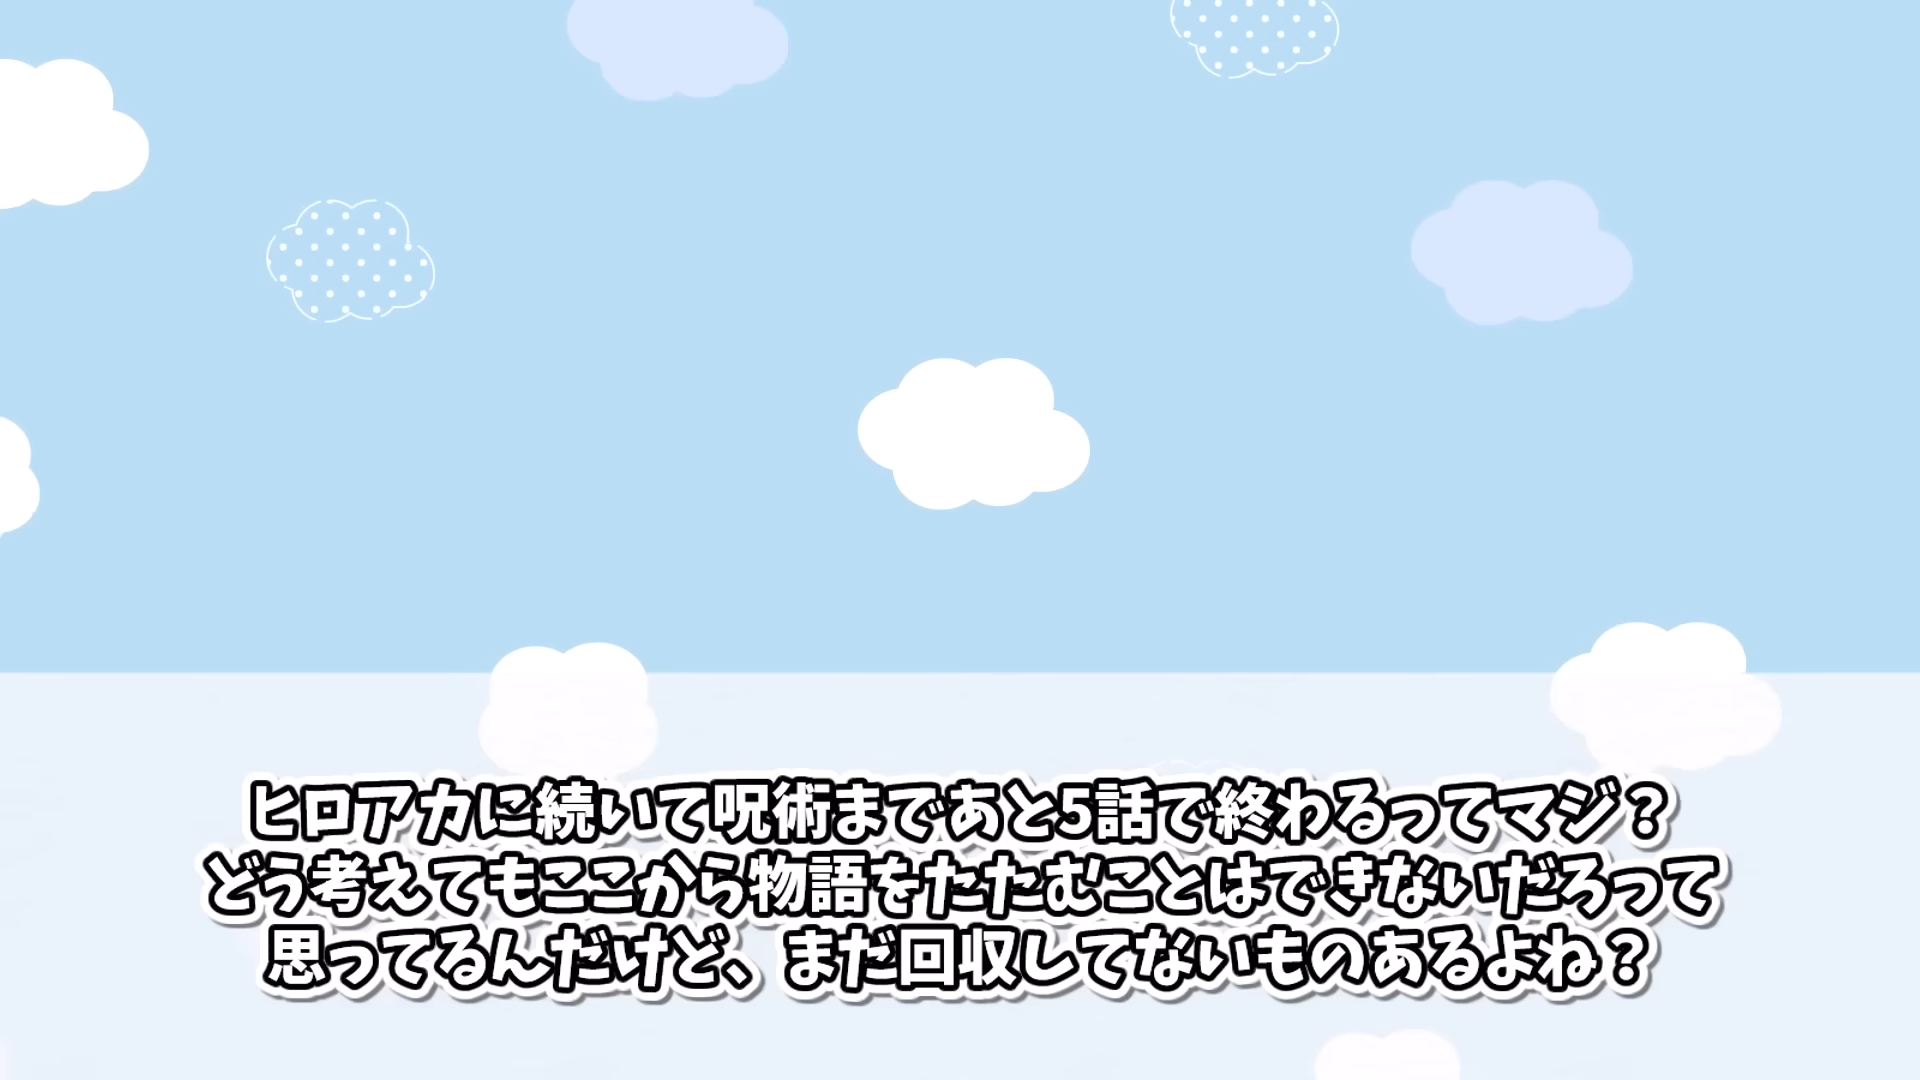 ヒロアカに続いて呪術まであと5話で終わるってマジ？
どう考えてもここから物語をたたむことはできないだろって
思ってるんだけど、まだ回収してないものあるよね？